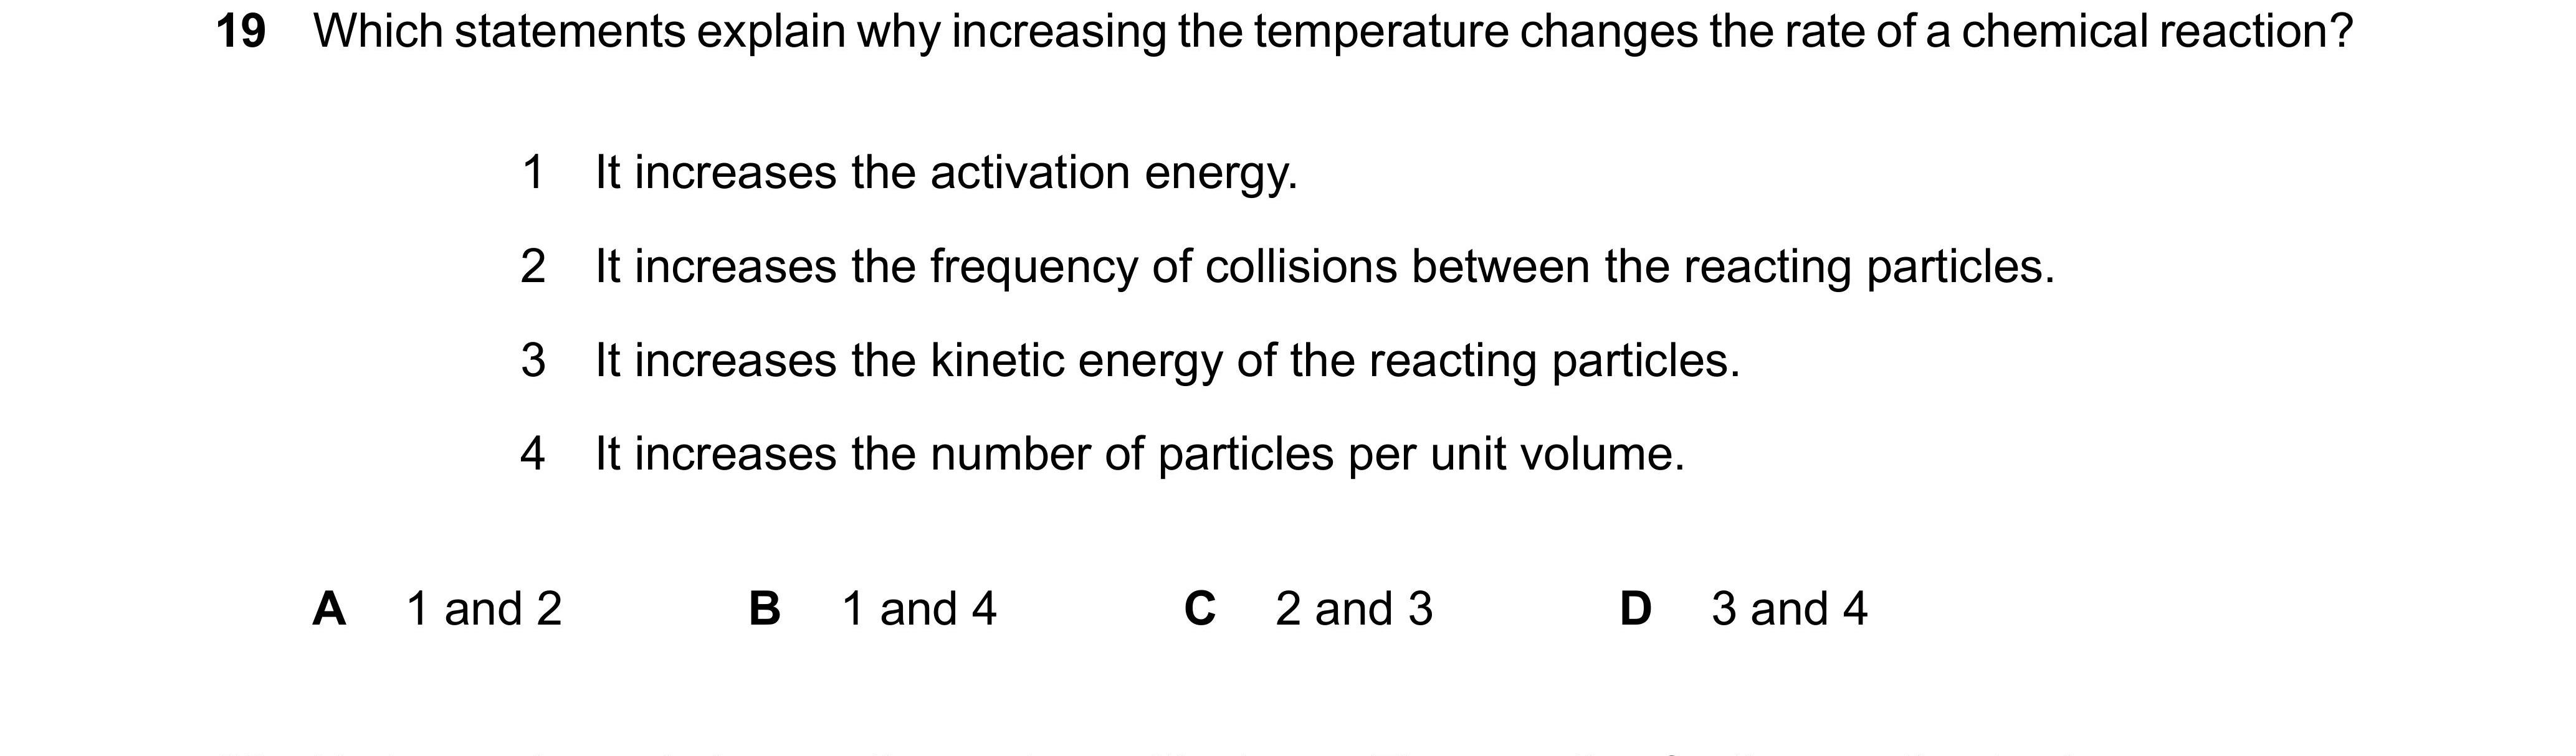 19 Which statements explain why increasing the temperature changes the rate of a chemical reaction?
1 It increases the activation energy.
2 It increases the frequency of collisions between the reacting particles.
3 It increases the kinetic energy of the reacting particles.
4 It increases the number of particles per unit volume.
A 1 and 2 B 1 and 4 C 2 and 3 D 3 and 4